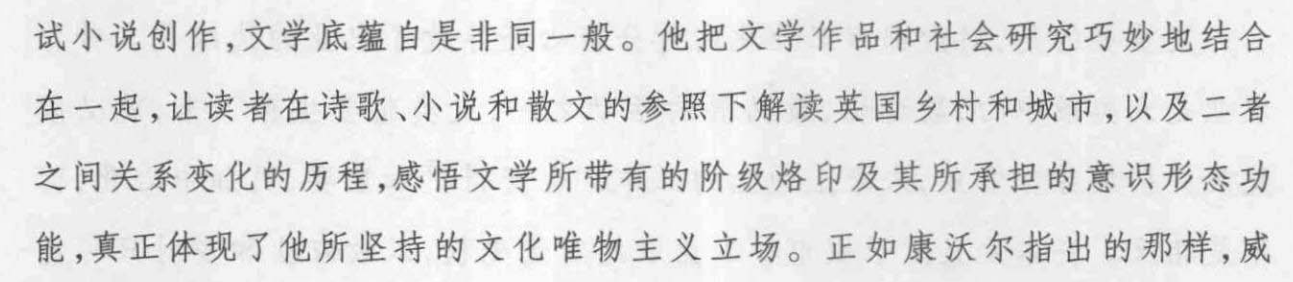 试小说创作,文学底蕴自是非同一般。他把文学作品和社会研究巧妙地结合
在一起,让读者在诗歌、小说和散文的参照下解读英国乡村和城市,以及二者
之间关系变化的历程,感悟文学所带有的阶级烙印及其所承担的意识形态功
能,真正体现了他所坚持的文化唯物主义立场。正如康沃尔指出的那样,威